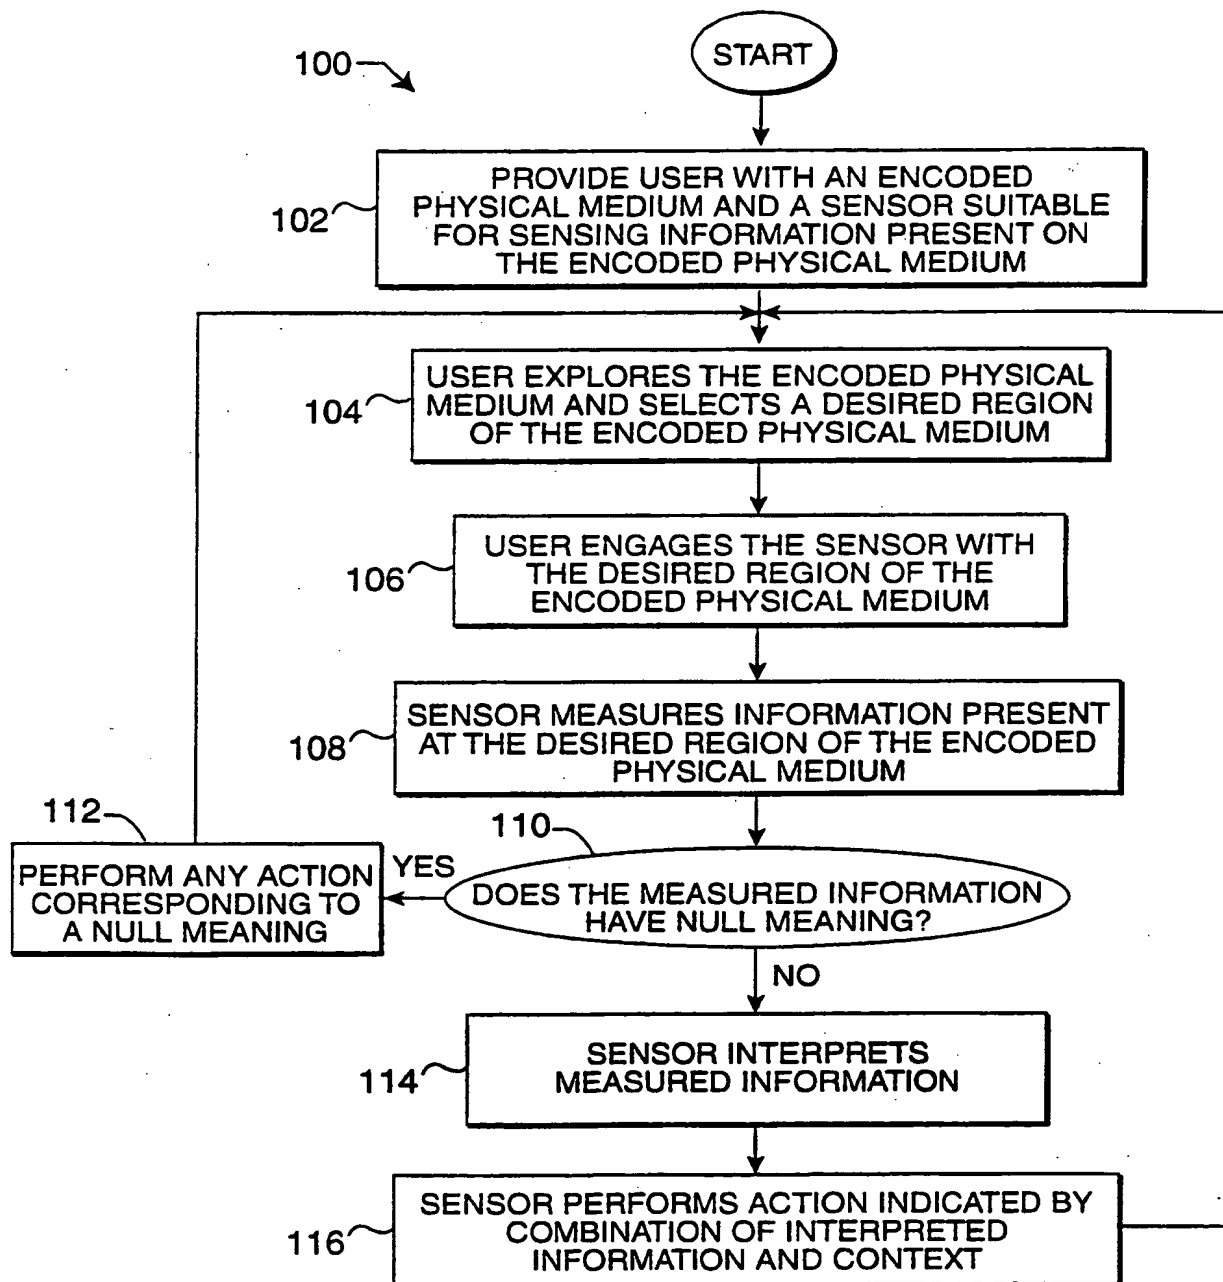 START
100
PROVIDE USER WITH AN ENCODED
PHYSICAL MEDIUM AND A SENSOR SUITABLE
FOR SENSING INFORMATION PRESENT ON
THE ENCODED PHYSICAL MEDIUM
102
USER EXPLORES THE ENCODED PHYSICAL
MEDIUM AND SELECTS A DESIRED REGION
OF THE ENCODED PHYSICAL MEDIUM
104
USER ENGAGES THE SENSOR WITH
THE DESIRED REGION OF THE
ENCODED PHYSICAL MEDIUM
106
SENSOR MEASURES INFORMATION PRESENT
AT THE DESIRED REGION OF THE ENCODED
PHYSICAL MEDIUM
108
112
110
PERFORM ANY ACTION
CORRESPONDING TO
A NULL MEANING
YES
DOES THE MEASURED INFORMATION
HAVE NULL MEANING?
NO
SENSOR INTERPRETS
MEASURED INFORMATION
114
SENSOR PERFORMS ACTION INDICATED BY
COMBINATION OF INTERPRETED
INFORMATION AND CONTEXT
116